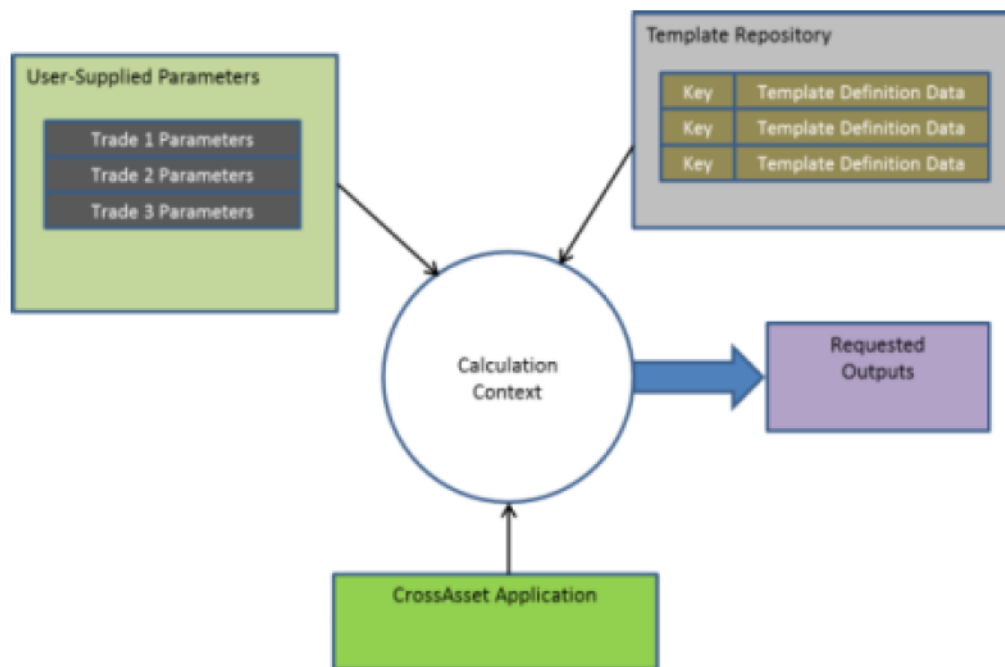 User-Supplied Parameters
Trade 1 Parameters
Trade 2 Parameters
Trade 3 Parameters
Template Repository
Key Template Definition Data
Key Template Definition Data
Key Template Definition Data
Calculation
Context
Requested
Outputs
CrossAsset Application